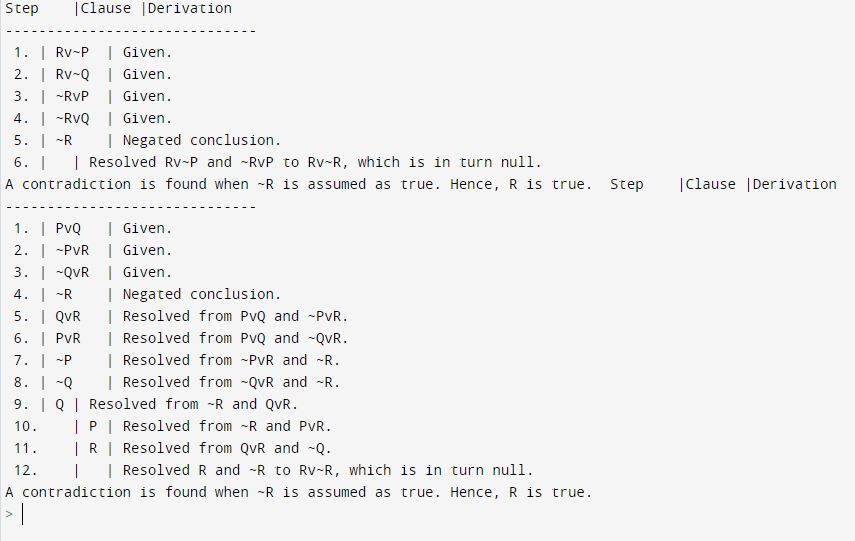 Step    |Clause |Derivation
------------------------------
 1. | Rv~P  | Given.
 2. | Rv~Q  | Given.
 3. | ~RvP  | Given.
 4. | ~RvQ  | Given.
 5. | ~R    | Negated conclusion.
 6. |   | Resolved Rv~P and ~RvP to Rv~R, which is in turn null.
A contradiction is found when ~R is assumed as true. Hence, R is true.  Step    |Clause |Derivation
------------------------------
 1. | PvQ   | Given.
 2. | ~PvR  | Given.
 3. | ~QvR  | Given.
 4. | ~R    | Negated conclusion.
 5. | QvR   | Resolved from PvQ and ~PvR.
 6. | PvR   | Resolved from PvQ and ~QvR.
 7. | ~P    | Resolved from ~PvR and ~R.
 8. | ~Q    | Resolved from ~QvR and ~R.
 9. | Q | Resolved from ~R and QvR.
 10.    | P | Resolved from ~R and PvR.
 11.    | R | Resolved from QvR and ~Q.
 12.    |   | Resolved R and ~R to Rv~R, which is in turn null.
A contradiction is found when ~R is assumed as true. Hence, R is true.
>